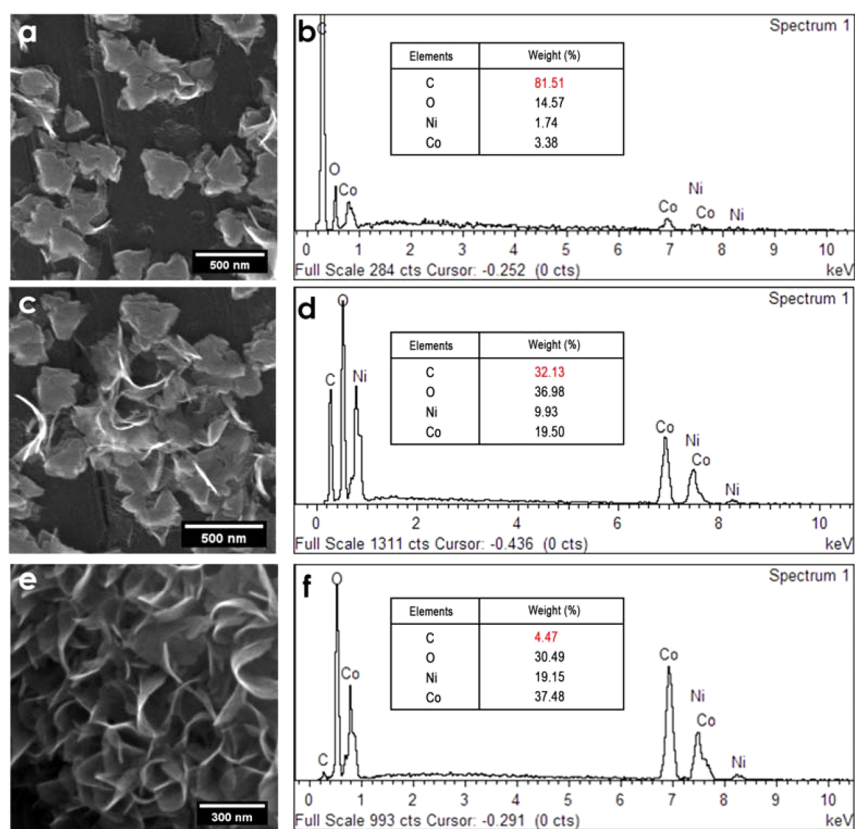 a
500 nm
b
Spectrum 1
C
Elements Weight (%)
C 81.51
O 14.57
Ni 1.74
Co 3.38
O
Co
Ni
Co
Co
Ni
0 1 2 3 4 5 6 7 8 9 10
Full Scale 284 cts Cursor: -0.252 (0 cts) keV
c
500 nm
d
Spectrum 1
O
Elements Weight (%)
C 32.13
O 36.98
Ni 9.93
Co 19.50
C
Ni
Co
Ni
Co
Ni
0 1 2 3 4 5 6 7 8 9 10
Full Scale 1311 cts Cursor: -0.436 (0 cts) keV
e
300 nm
f
Spectrum 1
O
Elements Weight (%)
C 4.47
O 30.49
Ni 19.15
Co 37.48
Co
C
Co
Ni
Co
Ni
0 1 2 3 4 5 6 7 8 9 10
Full Scale 993 cts Cursor: -0.291 (0 cts) keV